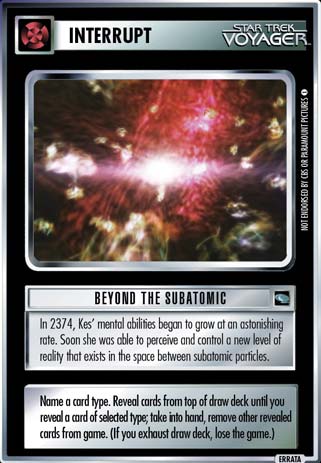 INTERRUPT
STAR TREK
VOYAGER
NOT ENDORSED BY CBS OR PARAMOUNT PICTURES
BEYOND THE SUBATOMIC
In 2374, Kes' mental abilities began to grow at an astonishing
rate. Soon she was able to perceive and control a new level of
reality that exists in the space between subatomic particles.
Name a card type. Reveal cards from top of draw deck until you
reveal a card of selected type; take into hand, remove other revealed
cards from game. (If you exhaust draw deck, lose the game.)
ERRATA